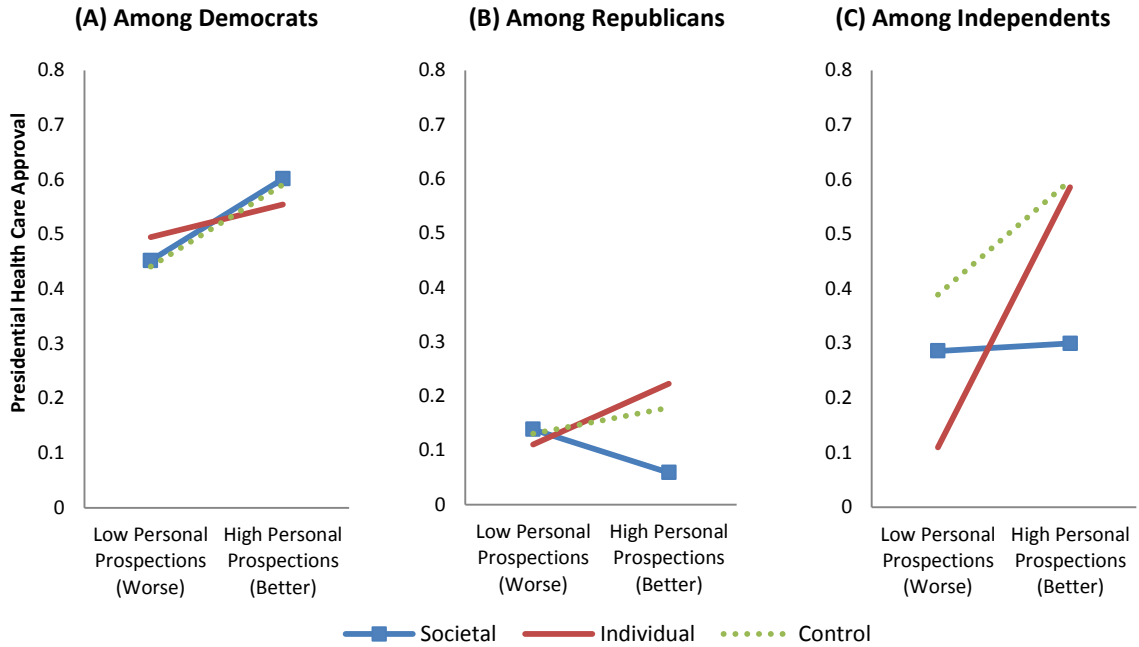 (A) Among Democrats
(B) Among Republicans
(C) Among Independents
Presidential Health Care Approval
0.8
0.7
0.6
0.5
0.4
0.3
0.2
0.1
0
Low Personal
Prospections
(Worse)
High Personal
Prospections
(Better)
0.8
0.7
0.6
0.5
0.4
0.3
0.2
0.1
0
Low Personal
Prospections
(Worse)
High Personal
Prospections
(Better)
0.8
0.7
0.6
0.5
0.4
0.3
0.2
0.1
0
Low Personal
Prospections
(Worse)
High Personal
Prospections
(Better)
Societal
Individual
Control